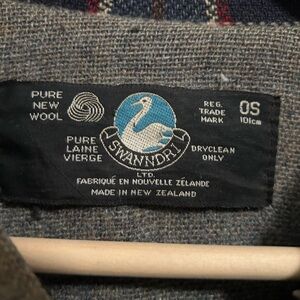 PURE
NEW
WOOL
REG.
TRADE
MARK
OS
101cm
PURE
LAINE
VIERGE
SWANNDRI
DRYCLEAN
ONLY
LTD.
FABRIQUÉ EN NOUVELLE ZÉLANDE
MADE IN NEW ZEALAND